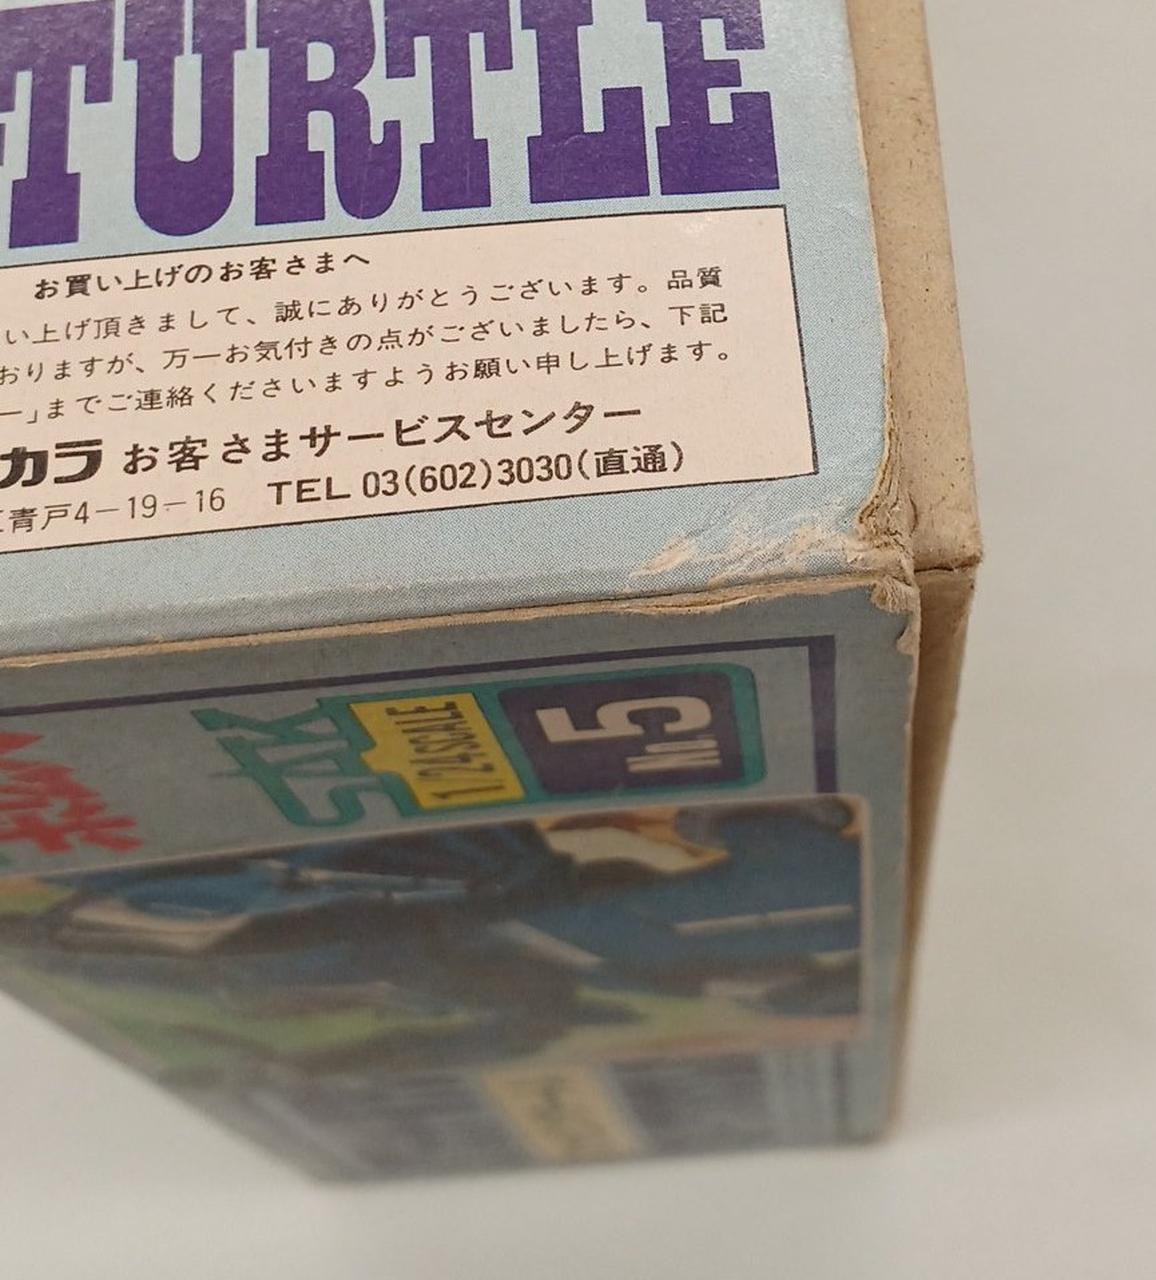 TURTLE
お買い上げのお客さまへ
い上げ頂きまして、誠にありがとうございます。品質
おりますが、万一お気付きの点がございましたら、下記
ー」までご連絡くださいますようお願い申し上げます。
カラ お客さまサービスセンター
青戸4-19-16 TEL 03(602)3030(直通)
No.5
1/24SCALE